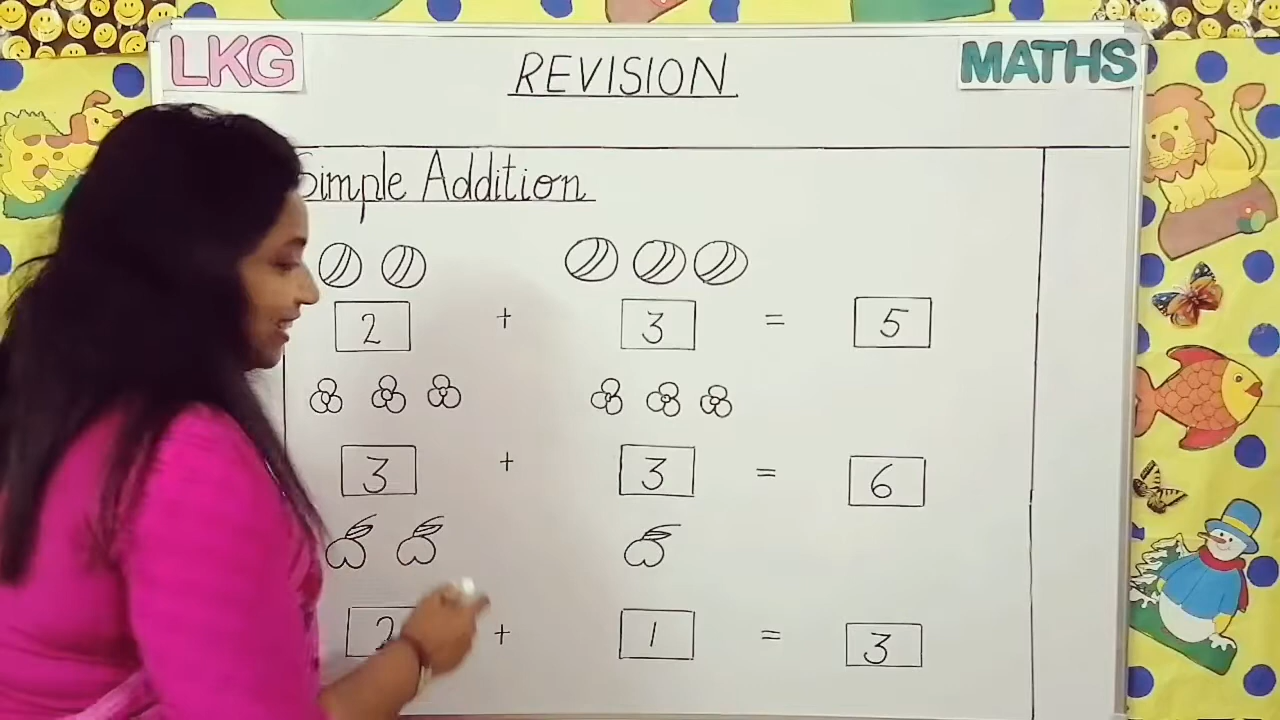 LKG REVISION MATHS
Simple Addition
2 + 3 = 5
3 + 3 = 6
2 + 1 = 3